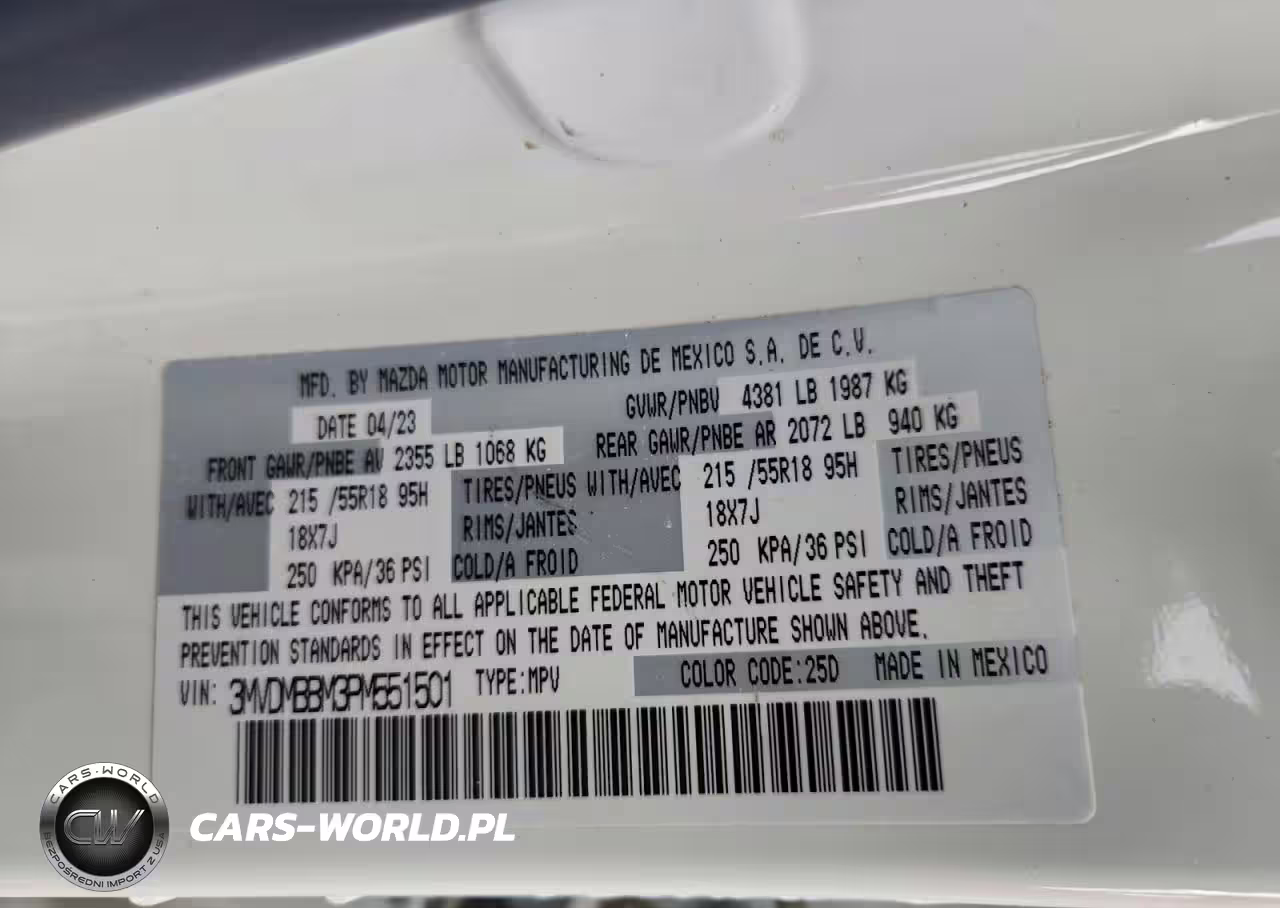 MFD. BY MAZDA MOTOR MANUFACTURING DE MEXICO S.A. DE C.V.
DATE 04/23 GVWR/PNBV 4381 LB 1987 KG
FRONT GAWR/PNBE AV 2355 LB 1068 KG REAR GAWR/PNBE AR 2072 LB 940 KG
WITH/AVEC 215 /55R18 95H TIRES/PNEUS WITH/AVEC 215 /55R18 95H TIRES/PNEUS
18X7J RIMS/JANTES 18X7J RIMS/JANTES
250 KPA/36 PSI COLD/A FROID 250 KPA/36 PSI COLD/A FROID
THIS VEHICLE CONFORMS TO ALL APPLICABLE FEDERAL MOTOR VEHICLE SAFETY AND THEFT
PREVENTION STANDARDS IN EFFECT ON THE DATE OF MANUFACTURE SHOWN ABOVE.
VIN: 3MVDMBBM3PM551501 TYPE:MPV COLOR CODE:25D MADE IN MEXICO
CARS-WORLD
CW
BEZPOŚREDNI IMPORT Z USA
CARS-WORLD.PL